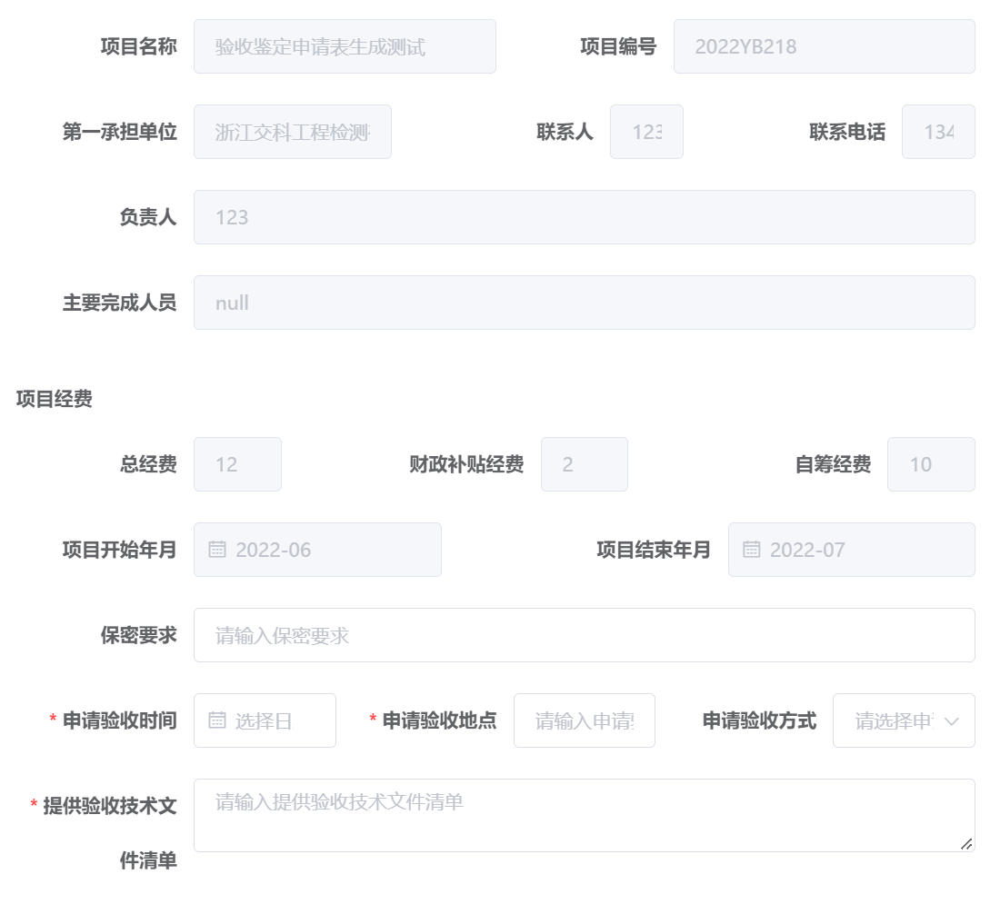 项目名称 验收鉴定申请表生成测试 项目编号 2022YB218
第一承担单位 浙江交科工程检测 联系人 123 联系电话 134
负责人 123
主要完成人员 null
项目经费
总经费 12 财政补贴经费 2 自筹经费 10
项目开始年月 2022-06 项目结束年月 2022-07
保密要求 请输入保密要求
* 申请验收时间 选择日 * 申请验收地点 请输入申请 申请验收方式 请选择申
* 提供验收技术文 请输入提供验收技术文件清单
件清单